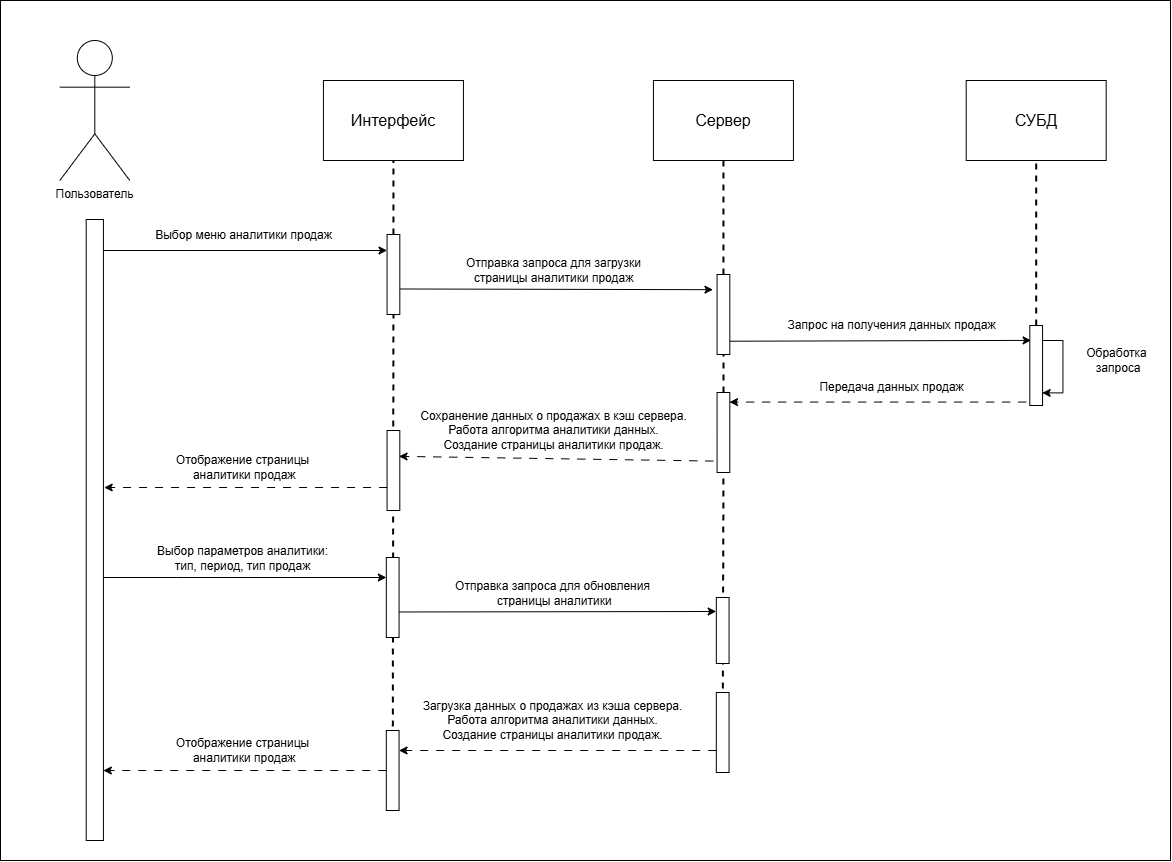 Интерфейс
Сервер
СУБД
Пользователь
Выбор меню аналитики продаж
Отправка запроса для загрузки
страницы аналитики продаж
Запрос на получения данных продаж
Обработка
запроса
Передача данных продаж
Сохранение данных о продажах в кэш сервера.
Работа алгоритма аналитики данных.
Создание страницы аналитики продаж.
Отображение страницы
аналитики продаж
Выбор параметров аналитики:
тип, период, тип продаж
Отправка запроса для обновления
страницы аналитики
Загрузка данных о продажах из кэша сервера.
Работа алгоритма аналитики данных.
Создание страницы аналитики продаж.
Отображение страницы
аналитики продаж